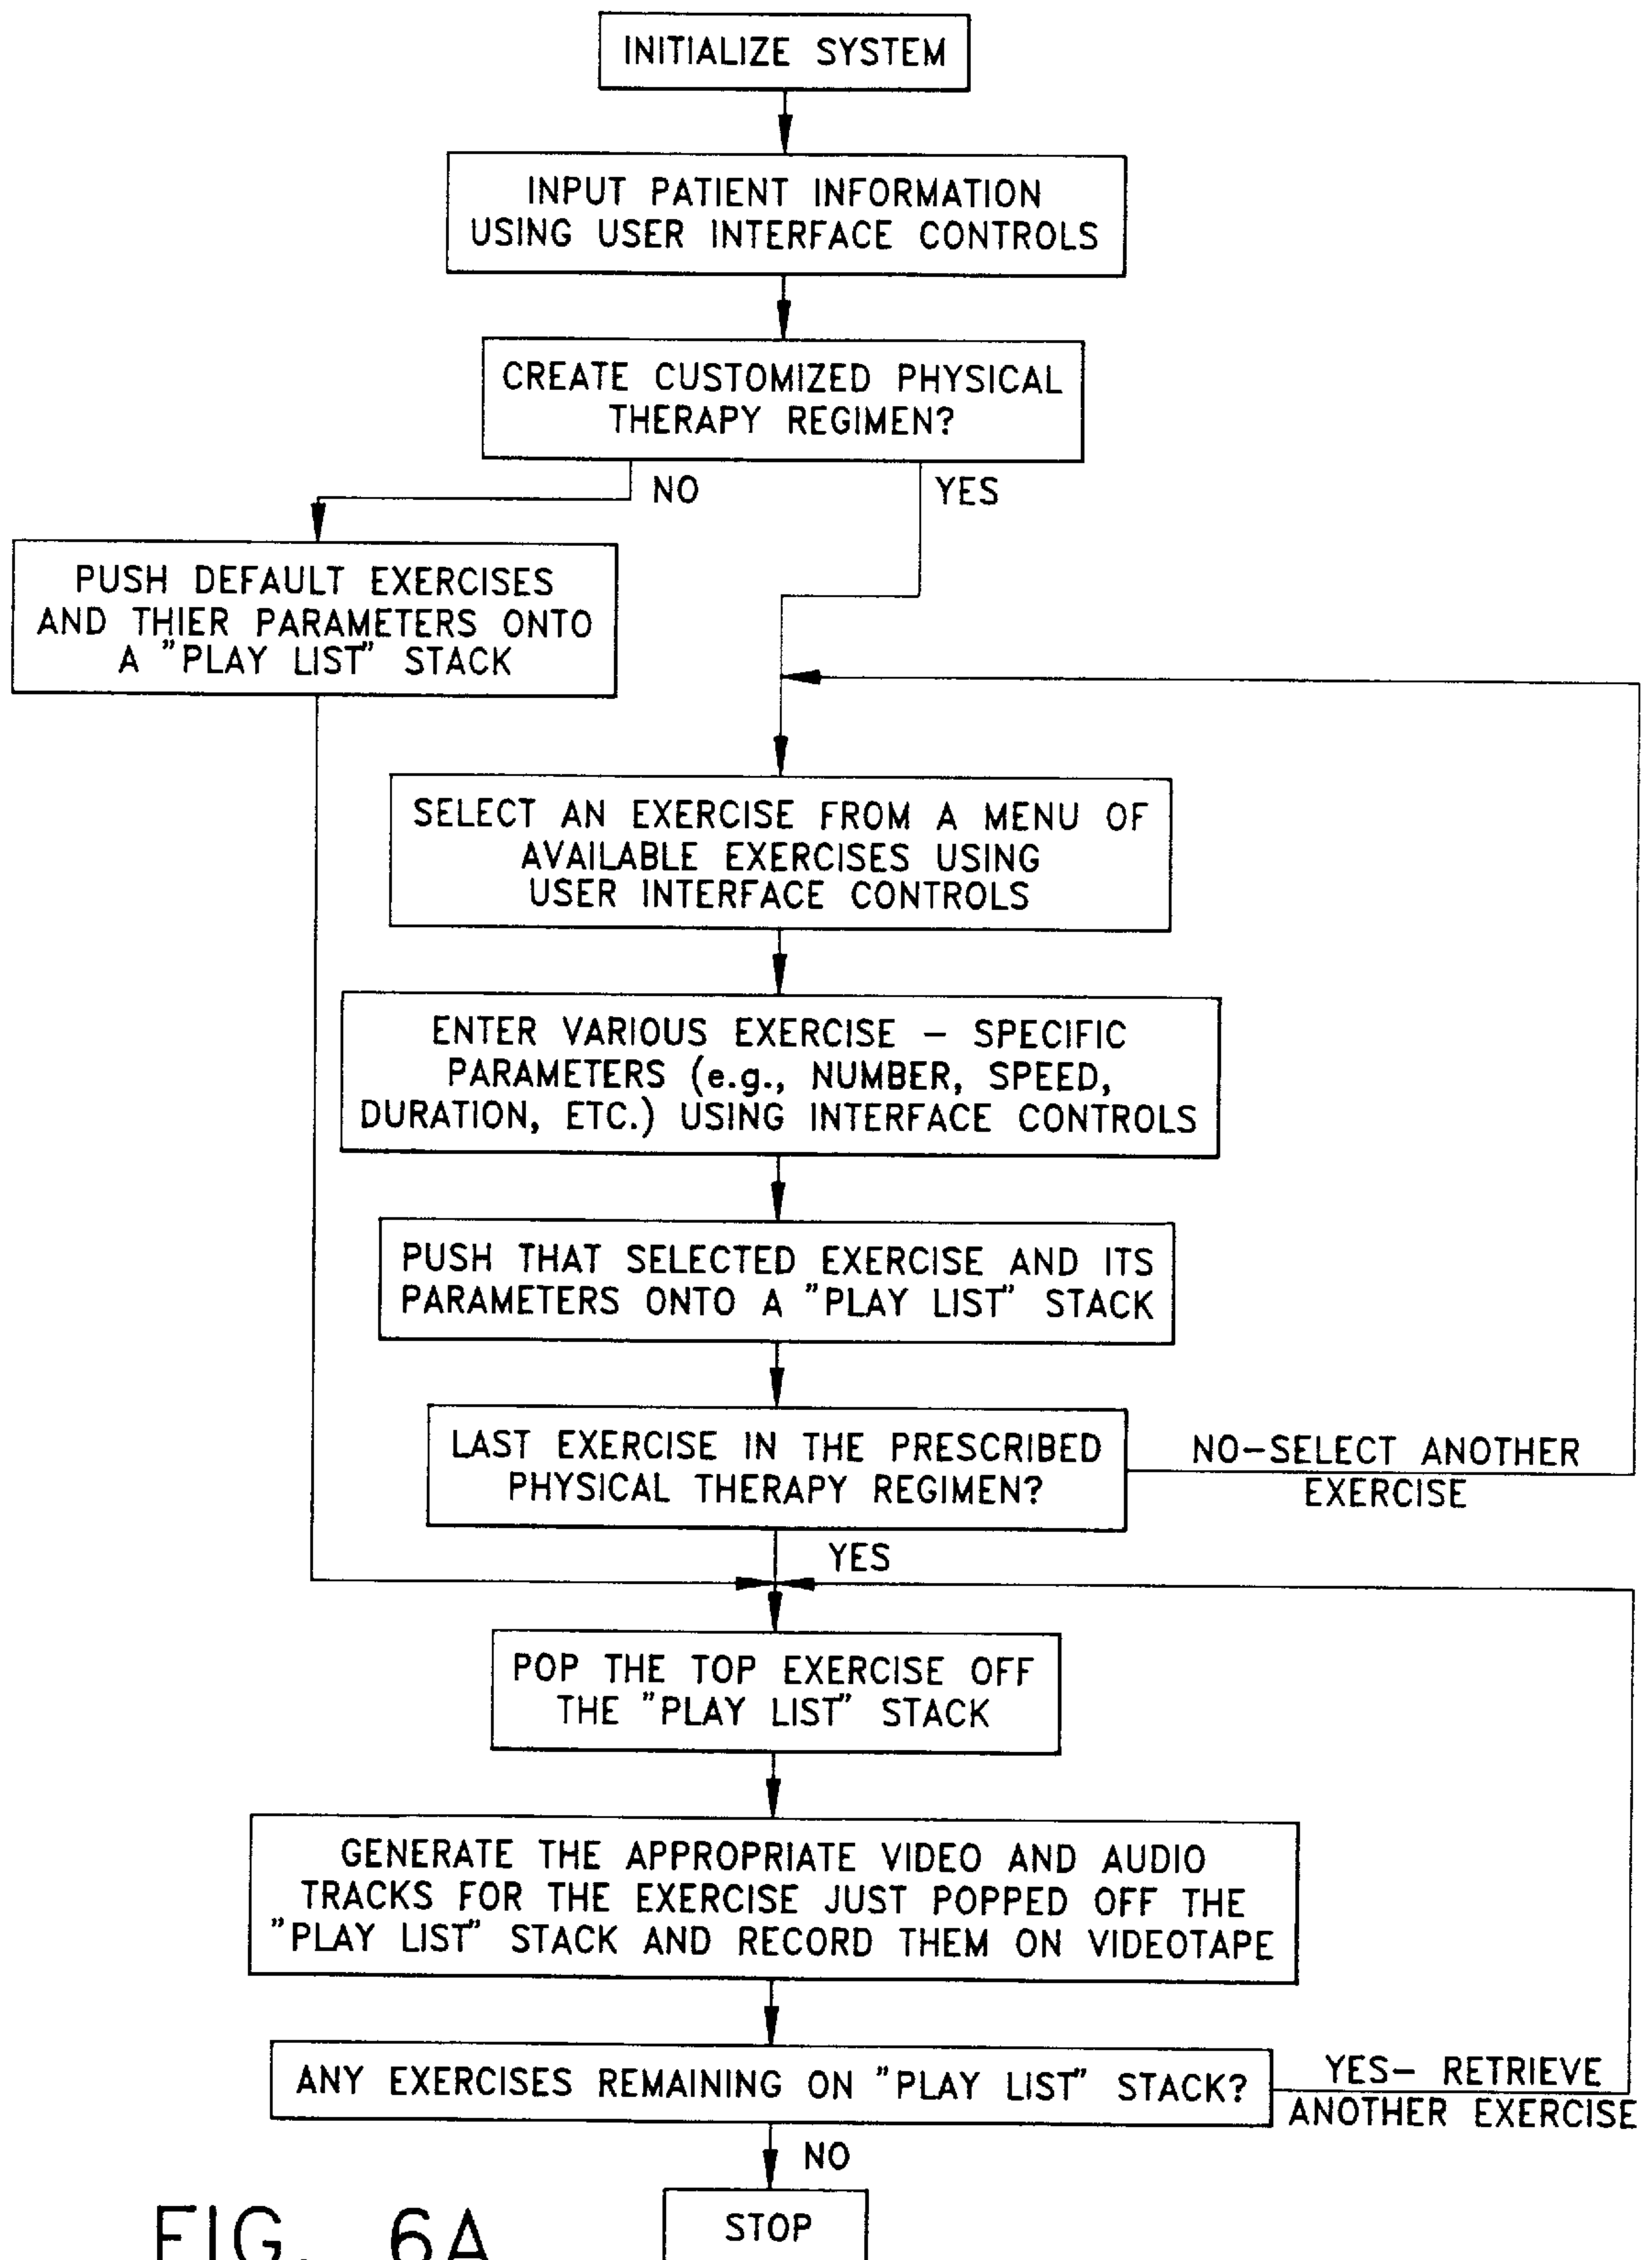 INITIALIZE SYSTEM
INPUT PATIENT INFORMATION
USING USER INTERFACE CONTROLS
CREATE CUSTOMIZED PHYSICAL
THERAPY REGIMEN?
NO
YES
PUSH DEFAULT EXERCISES
AND THIER PARAMETERS ONTO
A "PLAY LIST" STACK
SELECT AN EXERCISE FROM A MENU OF
AVAILABLE EXERCISES USING
USER INTERFACE CONTROLS
ENTER VARIOUS EXERCISE - SPECIFIC
PARAMETERS (e.g., NUMBER, SPEED,
DURATION, ETC.) USING INTERFACE CONTROLS
PUSH THAT SELECTED EXERCISE AND ITS
PARAMETERS ONTO A "PLAY LIST" STACK
LAST EXERCISE IN THE PRESCRIBED
PHYSICAL THERAPY REGIMEN?
NO-SELECT ANOTHER
EXERCISE
YES
POP THE TOP EXERCISE OFF
THE "PLAY LIST" STACK
GENERATE THE APPROPRIATE VIDEO AND AUDIO
TRACKS FOR THE EXERCISE JUST POPPED OFF THE
"PLAY LIST" STACK AND RECORD THEM ON VIDEOTAPE
ANY EXERCISES REMAINING ON "PLAY LIST" STACK?
YES- RETRIEVE
ANOTHER EXERCISE
NO
STOP
FIG. 6A